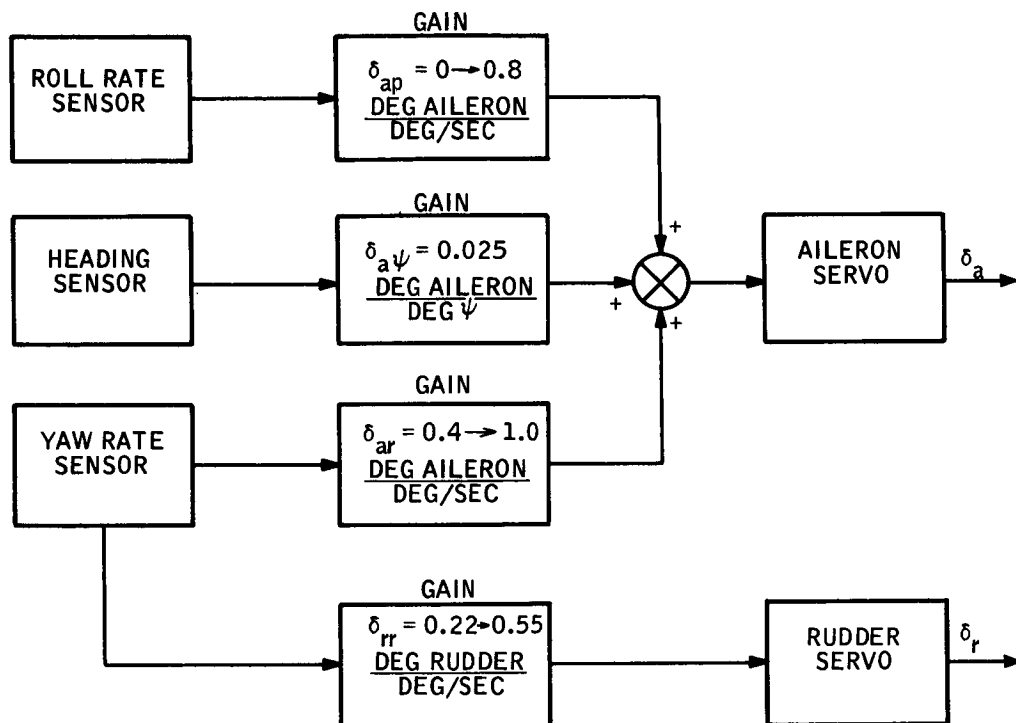 GAIN
ROLL RATE
SENSOR
δap = 0→0.8
DEG AILERON
DEG/SEC
+
GAIN
HEADING
SENSOR
δaψ = 0.025
DEG AILERON
DEG ψ
+
+
AILERON
SERVO
δa
GAIN
YAW RATE
SENSOR
δar = 0.4→1.0
DEG AILERON
DEG/SEC
GAIN
δrr = 0.22→0.55
DEG RUDDER
DEG/SEC
RUDDER
SERVO
δr